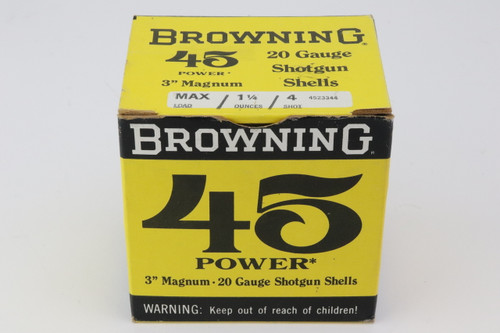 BROWNING
45 20 Gauge
POWER* Shotgun
3" Magnum Shells
MAX / 1¼ / 4 4523344
LOAD OUNCES SHOT
BROWNING
45
POWER*
3" Magnum · 20 Gauge Shotgun Shells
WARNING: Keep out of reach of children!